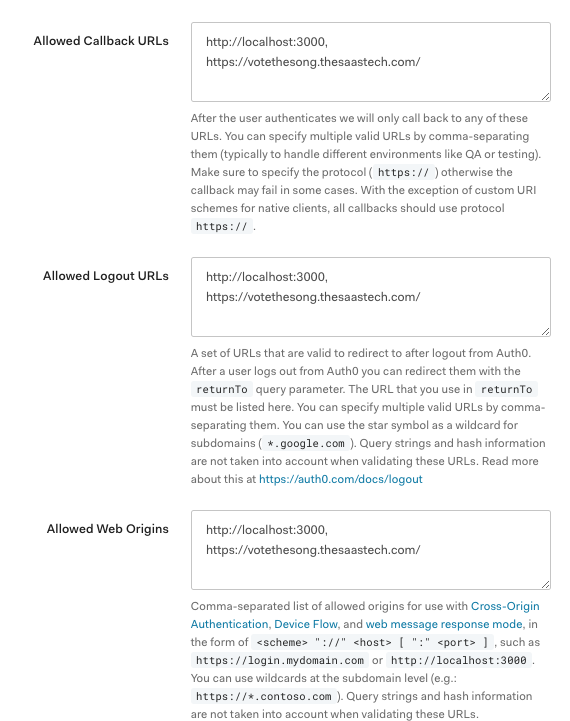 Allowed Callback URLs
http://localhost:3000,
https://votethesong.thesaastech.com/
After the user authenticates we will only call back to any of these
URLs. You can specify multiple valid URLs by comma-separating
them (typically to handle different environments like QA or testing).
Make sure to specify the protocol ( https:// ) otherwise the
callback may fail in some cases. With the exception of custom URI
schemes for native clients, all callbacks should use protocol
https:// .
Allowed Logout URLs
http://localhost:3000,
https://votethesong.thesaastech.com/
A set of URLs that are valid to redirect to after logout from Auth0.
After a user logs out from Auth0 you can redirect them with the
returnTo query parameter. The URL that you use in returnTo
must be listed here. You can specify multiple valid URLs by comma-
separating them. You can use the star symbol as a wildcard for
subdomains ( *.google.com ). Query strings and hash information
are not taken into account when validating these URLs. Read more
about this at https://auth0.com/docs/logout
Allowed Web Origins
http://localhost:3000,
https://votethesong.thesaastech.com/
Comma-separated list of allowed origins for use with Cross-Origin
Authentication, Device Flow, and web message response mode, in
the form of <scheme> "://" <host> [ ":" <port> ] , such as
https://login.mydomain.com or http://localhost:3000 .
You can use wildcards at the subdomain level (e.g.:
https://*.contoso.com ). Query strings and hash information
are not taken into account when validating these URLs.